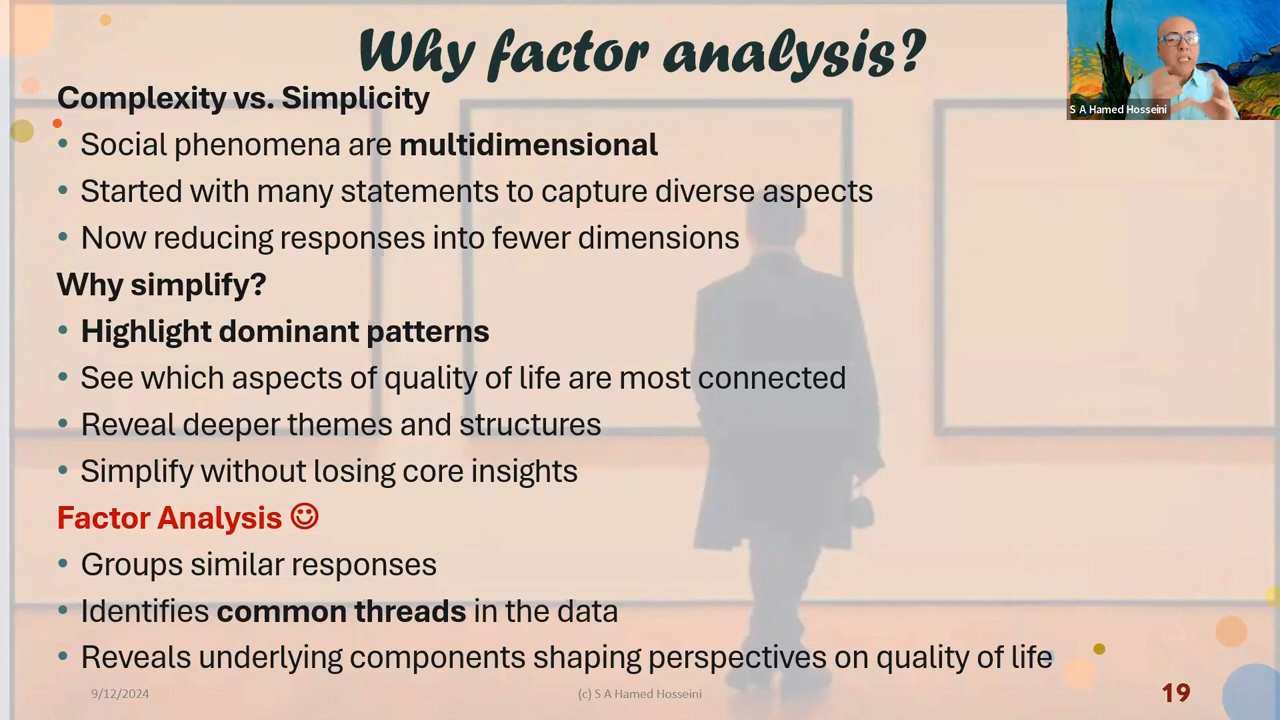 Why factor analysis?
S A Hamed Hosseini
Complexity vs. Simplicity
• Social phenomena are multidimensional
• Started with many statements to capture diverse aspects
• Now reducing responses into fewer dimensions
Why simplify?
• Highlight dominant patterns
• See which aspects of quality of life are most connected
• Reveal deeper themes and structures
• Simplify without losing core insights
Factor Analysis ☺
• Groups similar responses
• Identifies common threads in the data
• Reveals underlying components shaping perspectives on quality of life
9/12/2024
(c) S A Hamed Hosseini
19